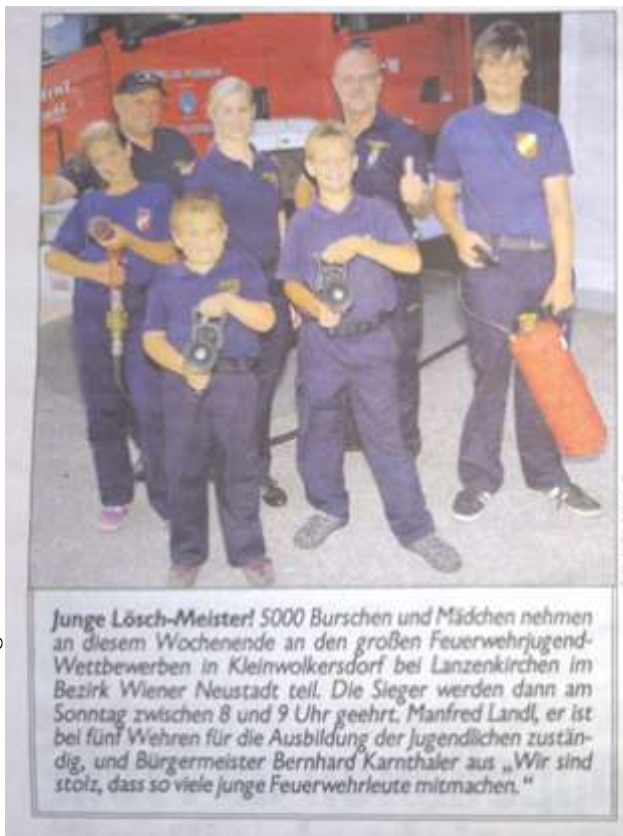 Junge Lösch-Meister! 5000 Burschen und Mädchen nehmen
an diesem Wochenende an den großen Feuerwehrjugend-
Wettbewerben in Kleinwolkersdorf bei Lanzenkirchen im
Bezirk Wiener Neustadt teil. Die Sieger werden dann am
Sonntag zwischen 8 und 9 Uhr geehrt. Manfred Landl, er ist
bei fünf Wehren für die Ausbildung der Jugendlichen zustän-
dig, und Bürgermeister Bernhard Karnthaler aus „Wir sind
stolz, dass so viele junge Feuerwehrleute mitmachen."